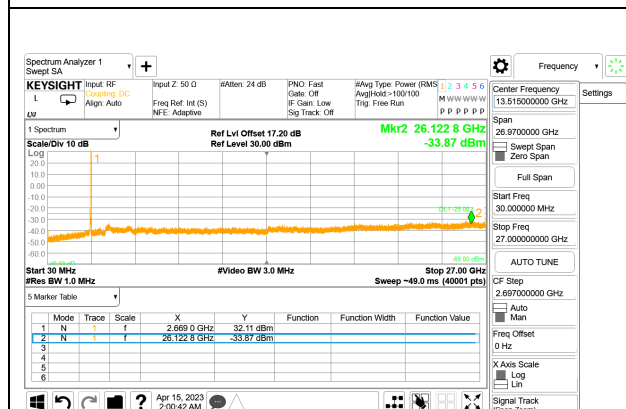 Spectrum Analyzer 1
Swept SA
Frequency
KEYSIGHT
L
Input: RF
Coupling: DC
Align: Auto
Input Z: 50 Ω
Freq Ref: Int (S)
NFE: Adaptive
#Atten: 24 dB
PNO: Fast
Gate: Off
IF Gain: Low
Sig Track: Off
#Avg Type: Power (RMS
Avg|Hold:>100/100
Trig: Free Run
1 2 3 4 5 6
M W W W W W
P P P P P P
Center Frequency
13.515000000 GHz
Settings
Span
26.9700000 GHz
Swept Span
Zero Span
Full Span
Start Freq
30.000000 MHz
Stop Freq
27.000000000 GHz
AUTO TUNE
CF Step
2.697000000 GHz
Auto
Man
Freq Offset
0 Hz
X Axis Scale
Log
Lin
Signal Track
1 Spectrum
Scale/Div 10 dB
Ref Lvl Offset 17.20 dB
Ref Level 30.00 dBm
Mkr2 26.122 8 GHz
-33.87 dBm
Log
20.0
10.0
0.00
-10.0
-20.0
-30.0
-40.0
-50.0
-60.0
1
2
DL1 -25.00
Start 30 MHz
#Res BW 1.0 MHz
#Video BW 3.0 MHz
Stop 27.00 GHz
Sweep ~49.0 ms (40001 pts)
5 Marker Table
Mode Trace Scale X Y Function Function Width Function Value
1 N 1 f 2.669 0 GHz 32.11 dBm
2 N 1 f 26.122 8 GHz -33.87 dBm
3
4
5
6
Apr 15, 2023
2:00:42 AM